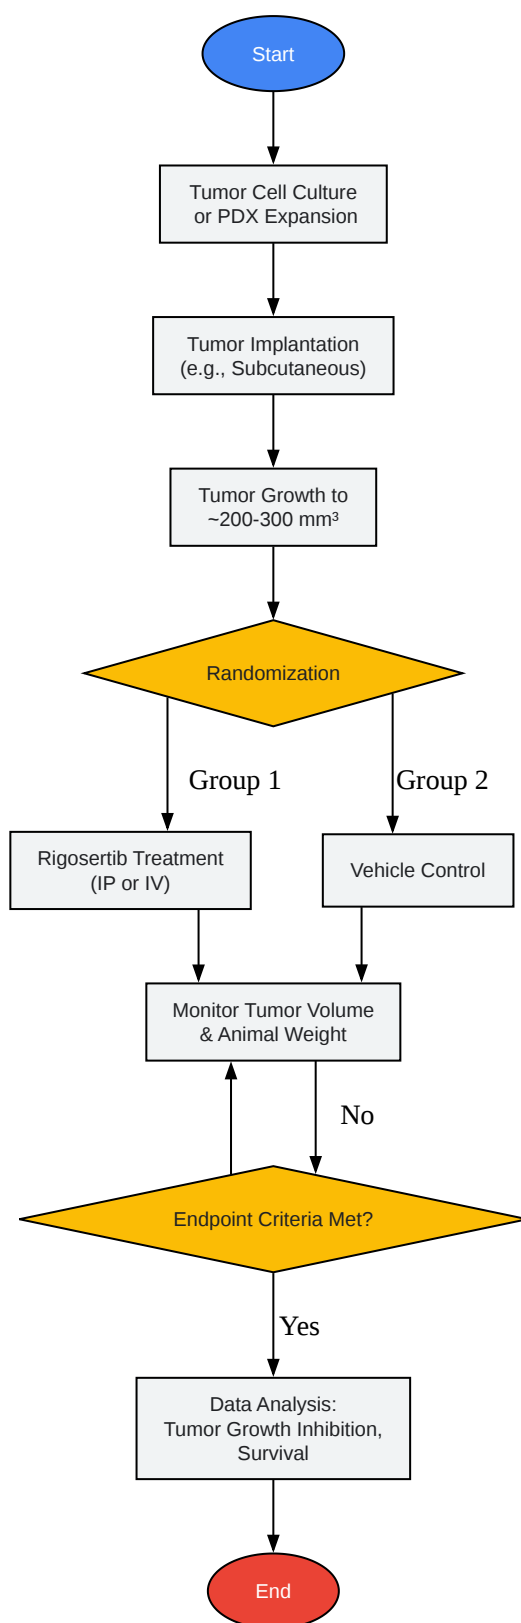 Start
Tumor Cell Culture
or PDX Expansion
Tumor Implantation
(e.g., Subcutaneous)
Tumor Growth to
~200-300 mm³
Randomization
Group 1
Group 2
Rigosertib Treatment
(IP or IV)
Vehicle Control
Monitor Tumor Volume
& Animal Weight
No
Endpoint Criteria Met?
Yes
Data Analysis:
Tumor Growth Inhibition,
Survival
End